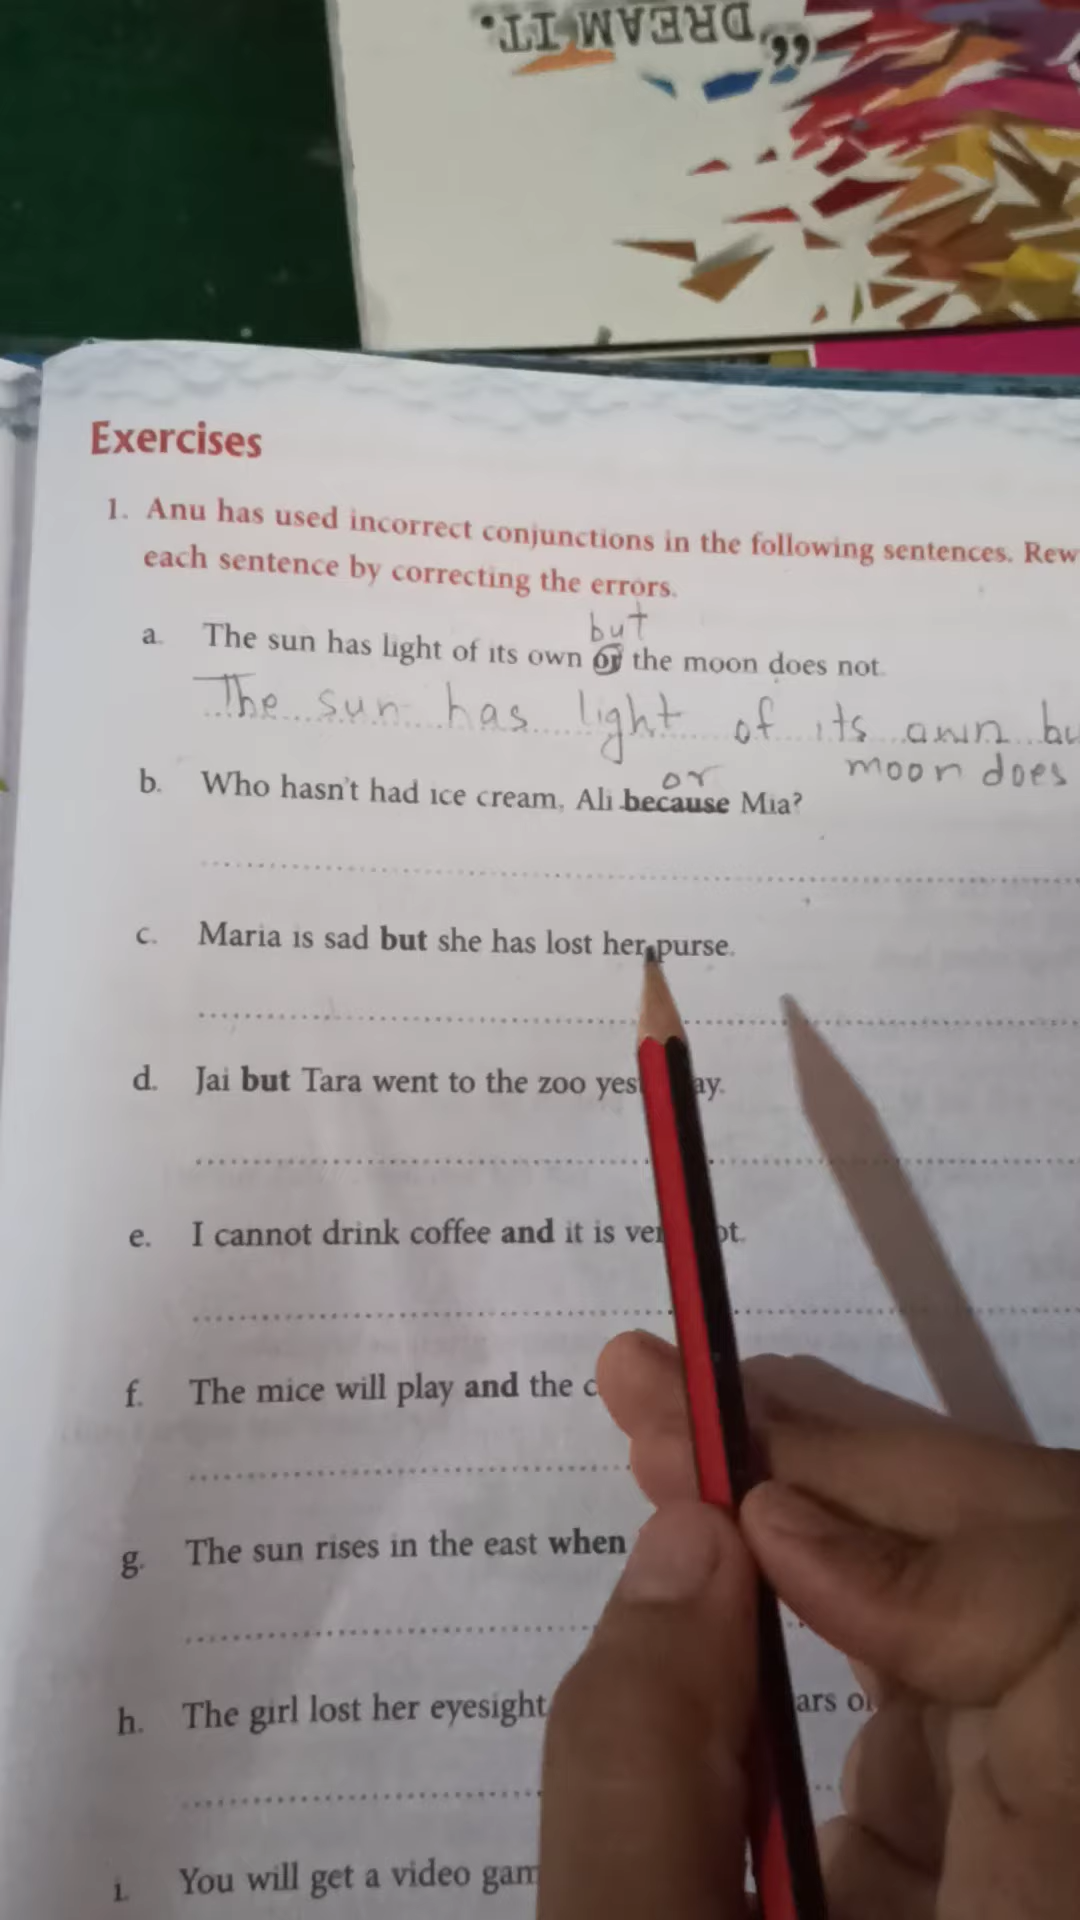 “DREAM IT.
Exercises
1. Anu has used incorrect conjunctions in the following sentences. Rew
each sentence by correcting the errors.
but
a. The sun has light of its own or the moon does not.
The sun has light of its own bu
moon does
or
b. Who hasn't had ice cream, Ali because Mia?
c. Maria is sad but she has lost her purse.
d. Jai but Tara went to the zoo yes ay.
e. I cannot drink coffee and it is ver ot.
f. The mice will play and the c
g. The sun rises in the east when
h. The girl lost her eyesight ars ol
i. You will get a video gam